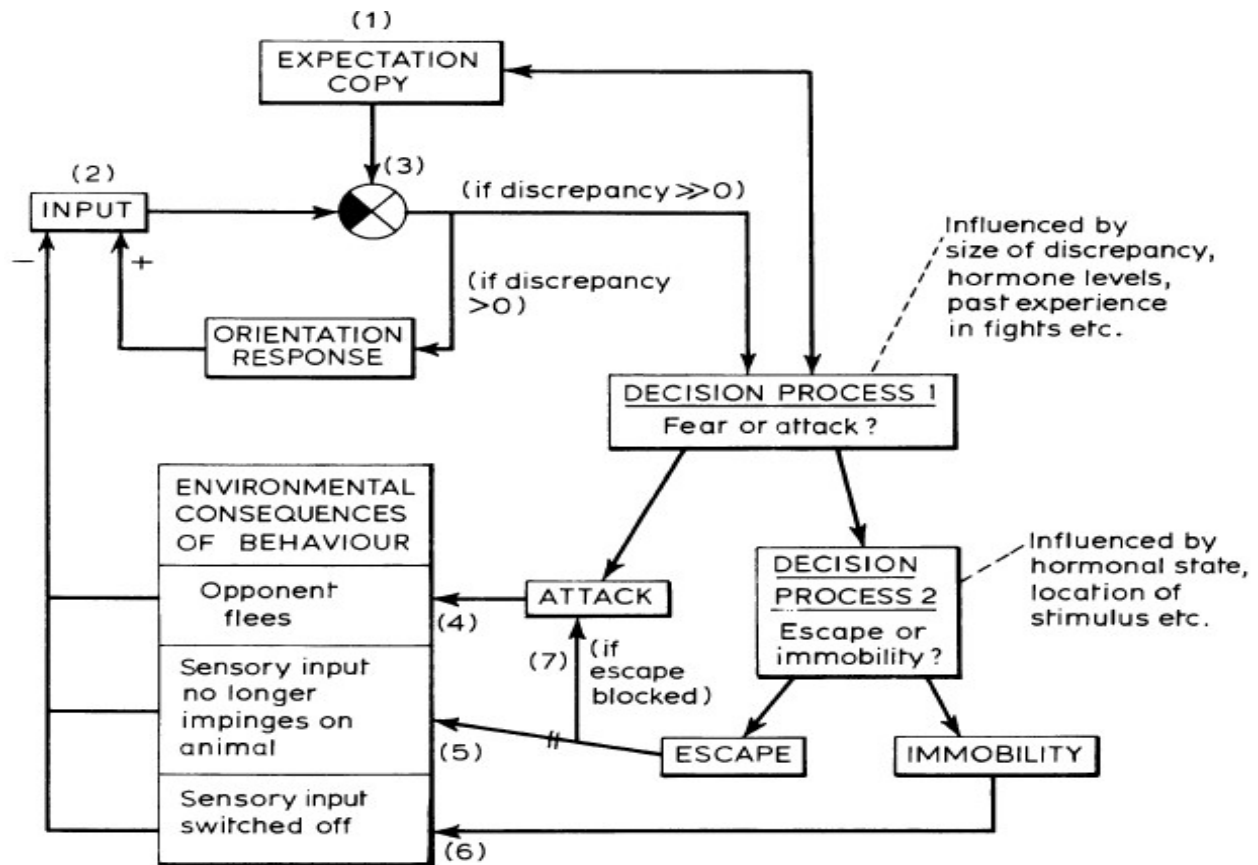 (1)
EXPECTATION
COPY
(2)
INPUT
(3)
(if discrepancy ≫0)
(if discrepancy
>0)
−
+
ORIENTATION
RESPONSE
Influenced by
size of discrepancy,
hormone levels,
past experience
in fights etc.
DECISION PROCESS 1
Fear or attack?
ENVIRONMENTAL
CONSEQUENCES
OF BEHAVIOUR
Opponent
flees
(4)
ATTACK
DECISION
PROCESS 2
Escape or
immobility?
Influenced by
hormonal state,
location of
stimulus etc.
(7)
(if
escape
blocked)
Sensory input
no longer
impinges on
animal
(5)
ESCAPE
IMMOBILITY
Sensory input
switched off
(6)